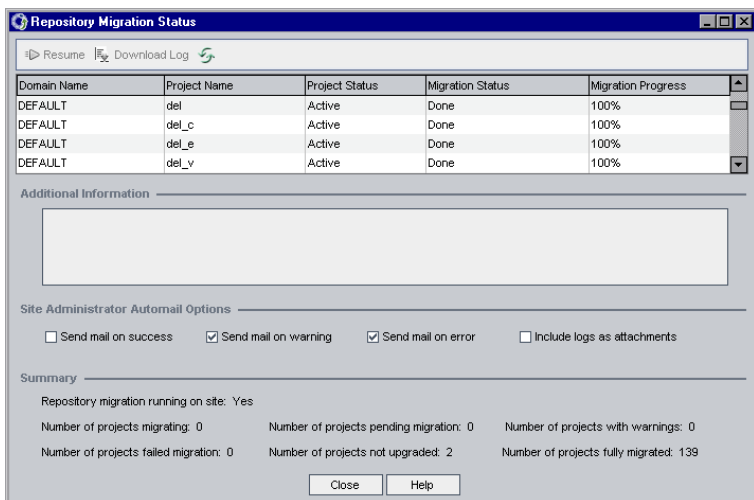 Repository Migration Status
Resume Download Log
Domain Name Project Name Project Status Migration Status Migration Progress
DEFAULT del Active Done 100%
DEFAULT del_c Active Done 100%
DEFAULT del_e Active Done 100%
DEFAULT del_v Active Done 100%
Additional Information
Site Administrator Automail Options
Send mail on success Send mail on warning Send mail on error Include logs as attachments
Summary
Repository migration running on site: Yes
Number of projects migrating: 0 Number of projects pending migration: 0 Number of projects with warnings: 0
Number of projects failed migration: 0 Number of projects not upgraded: 2 Number of projects fully migrated: 139
Close Help